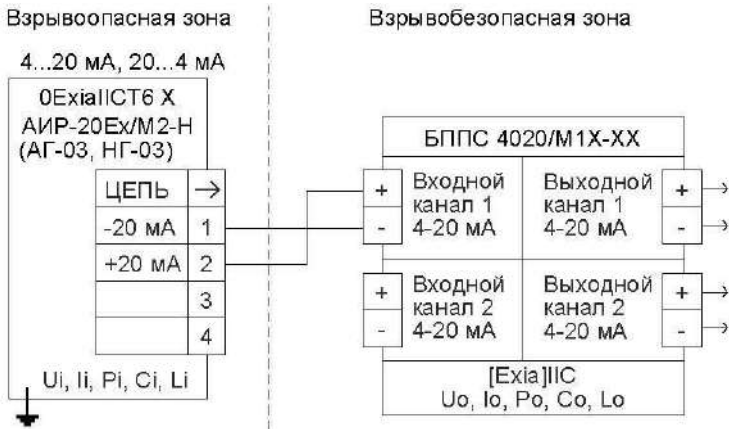 Взрывоопасная зона
Взрывобезопасная зона
4...20 мА, 20...4 мА
0ExiaIICT6 X
АИР-20Ex/М2-Н
(АГ-03, НГ-03)
ЦЕПЬ →
-20 мА 1
+20 мА 2
3
4
Ui, Ii, Pi, Ci, Li
БППС 4020/М1Х-ХХ
+ Входной
канал 1
- 4-20 мА
Выходной +
канал 1
4-20 мА -
+ Входной
канал 2
- 4-20 мА
Выходной +
канал 2
4-20 мА -
[Exia]IIC
Uo, Io, Po, Co, Lo